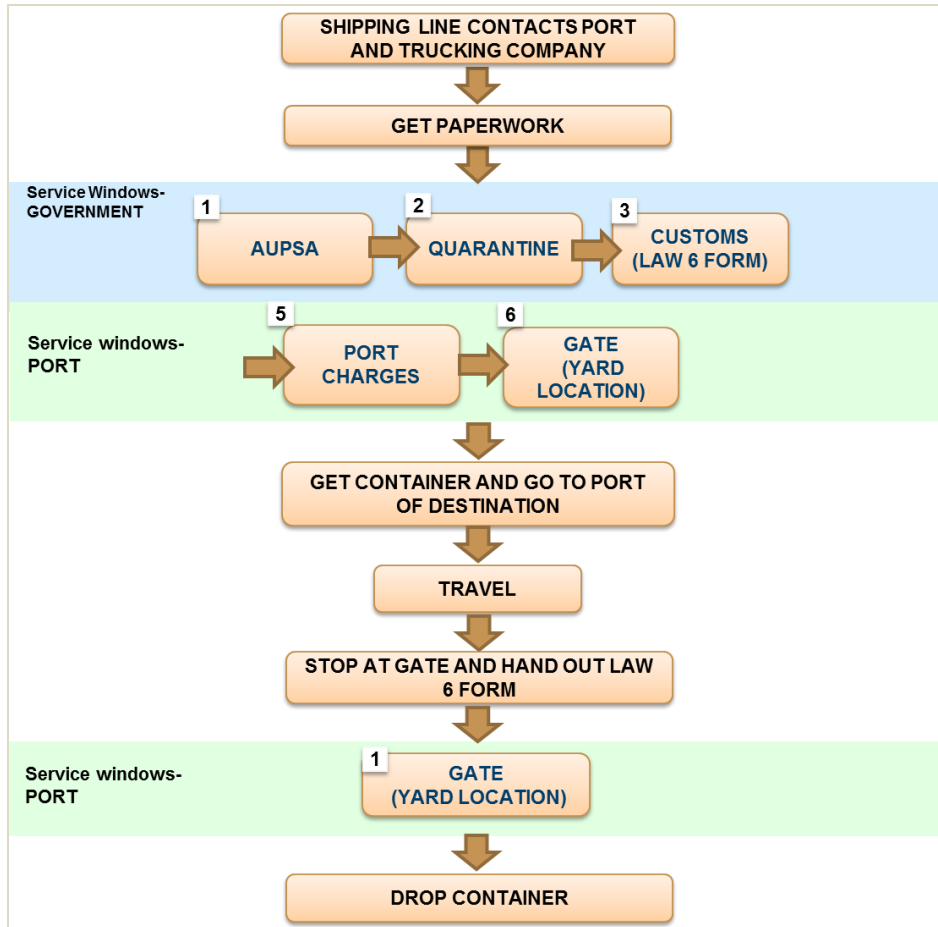 SHIPPING LINE CONTACTS PORT
AND TRUCKING COMPANY
GET PAPERWORK
Service Windows-
GOVERNMENT
1
AUPSA
2
QUARANTINE
3
CUSTOMS
(LAW 6 FORM)
Service windows-
PORT
5
PORT
CHARGES
6
GATE
(YARD
LOCATION)
GET CONTAINER AND GO TO PORT
OF DESTINATION
TRAVEL
STOP AT GATE AND HAND OUT LAW
6 FORM
Service windows-
PORT
1
GATE
(YARD LOCATION)
DROP CONTAINER